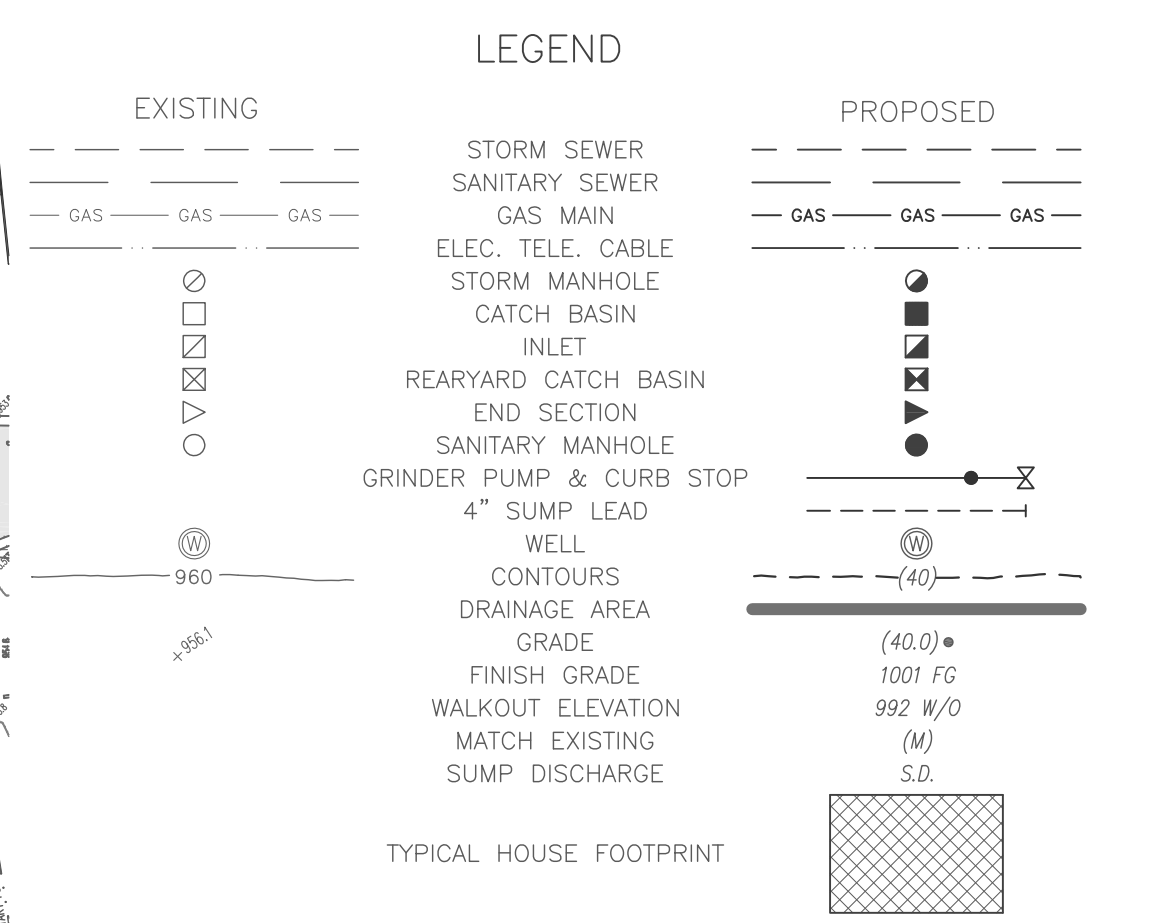 LEGEND
EXISTING PROPOSED
STORM SEWER
SANITARY SEWER
GAS GAS GAS GAS MAIN GAS GAS GAS
ELEC. TELE. CABLE
STORM MANHOLE
CATCH BASIN
INLET
REARYARD CATCH BASIN
END SECTION
SANITARY MANHOLE
GRINDER PUMP & CURB STOP
4" SUMP LEAD
W WELL W
960 CONTOURS (40)
DRAINAGE AREA
+956.1 GRADE (40.0)
FINISH GRADE 1001 FG
WALKOUT ELEVATION 992 W/O
MATCH EXISTING (M)
SUMP DISCHARGE S.D.
TYPICAL HOUSE FOOTPRINT